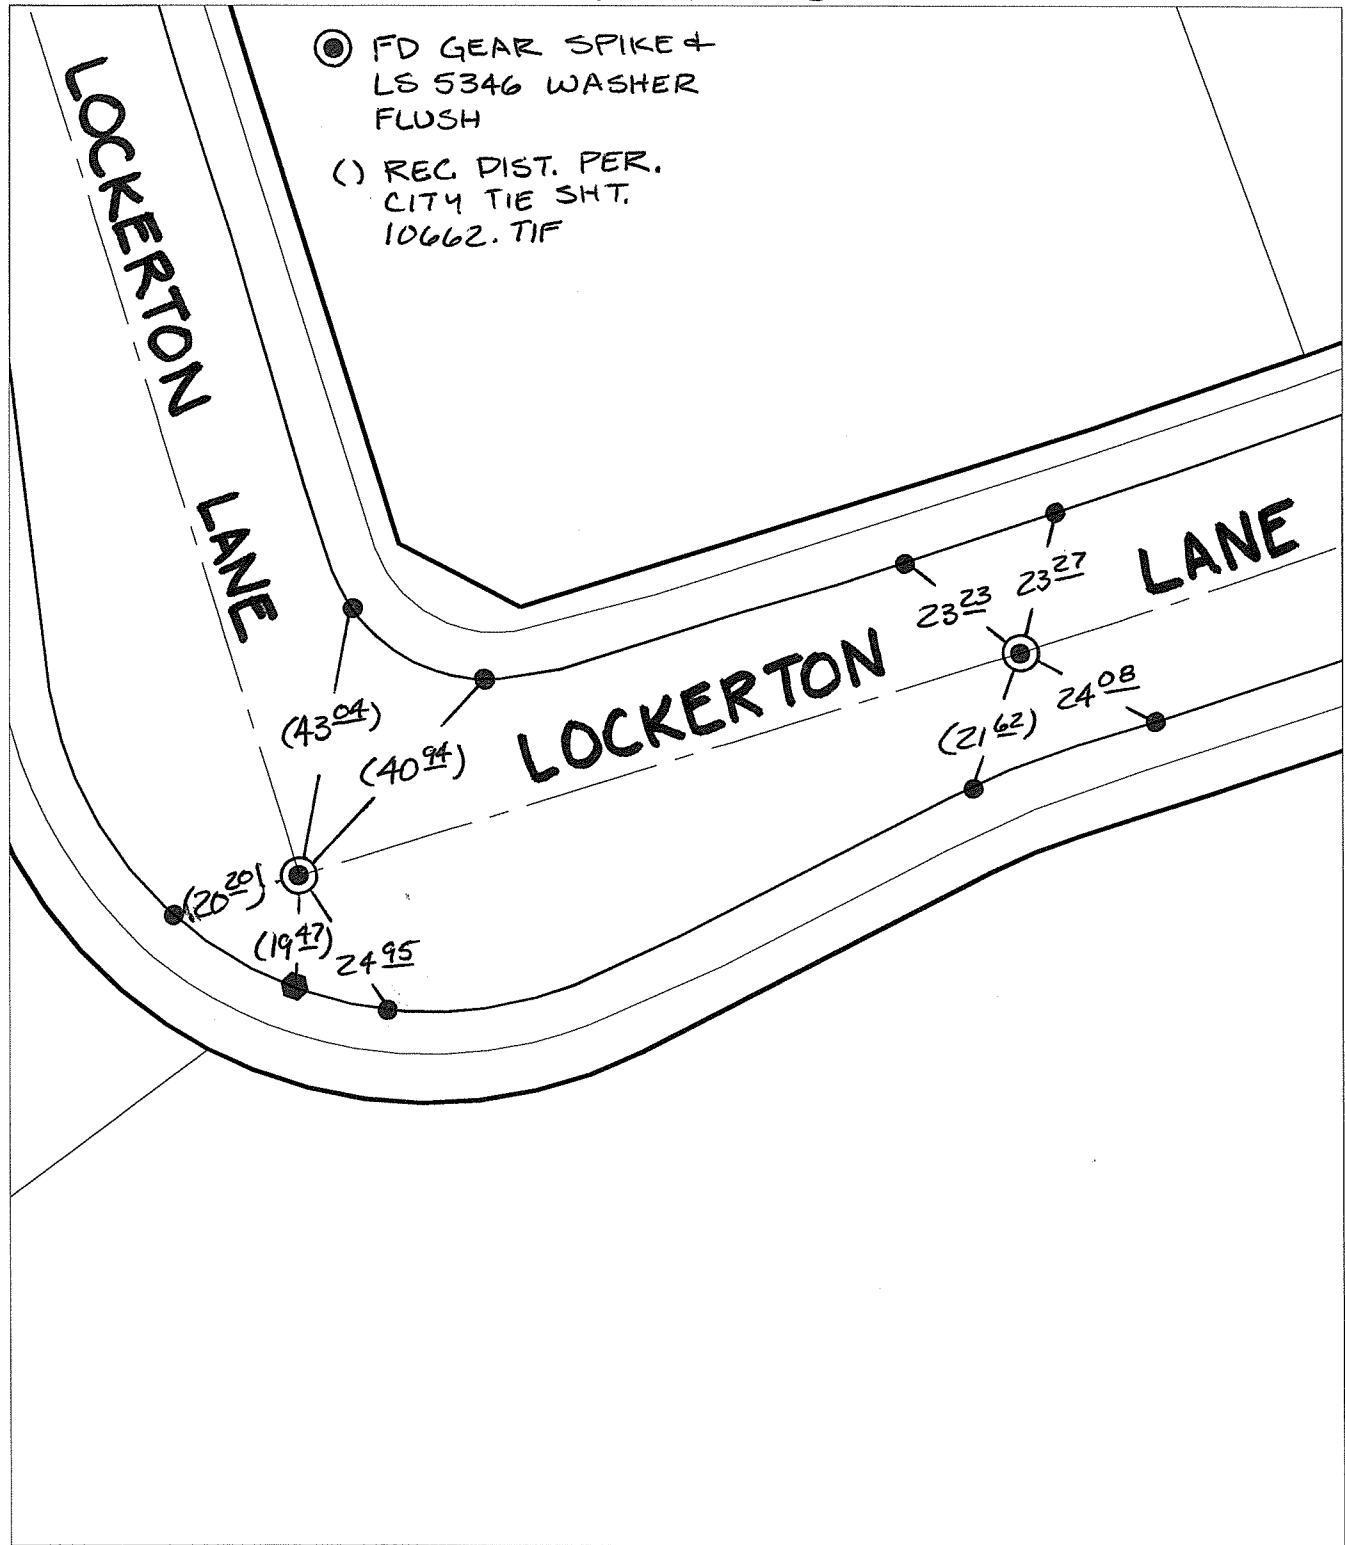 FD GEAR SPIKE &
LS 5346 WASHER
FLUSH
() REC. DIST. PER.
CITY TIE SHT.
10662.TIF
LOCKERTON LANE
LOCKERTON LANE
23 23
23 27
(21 62)
24 08
(43 04)
(40 94)
(20 20)
(19 47)
24 95